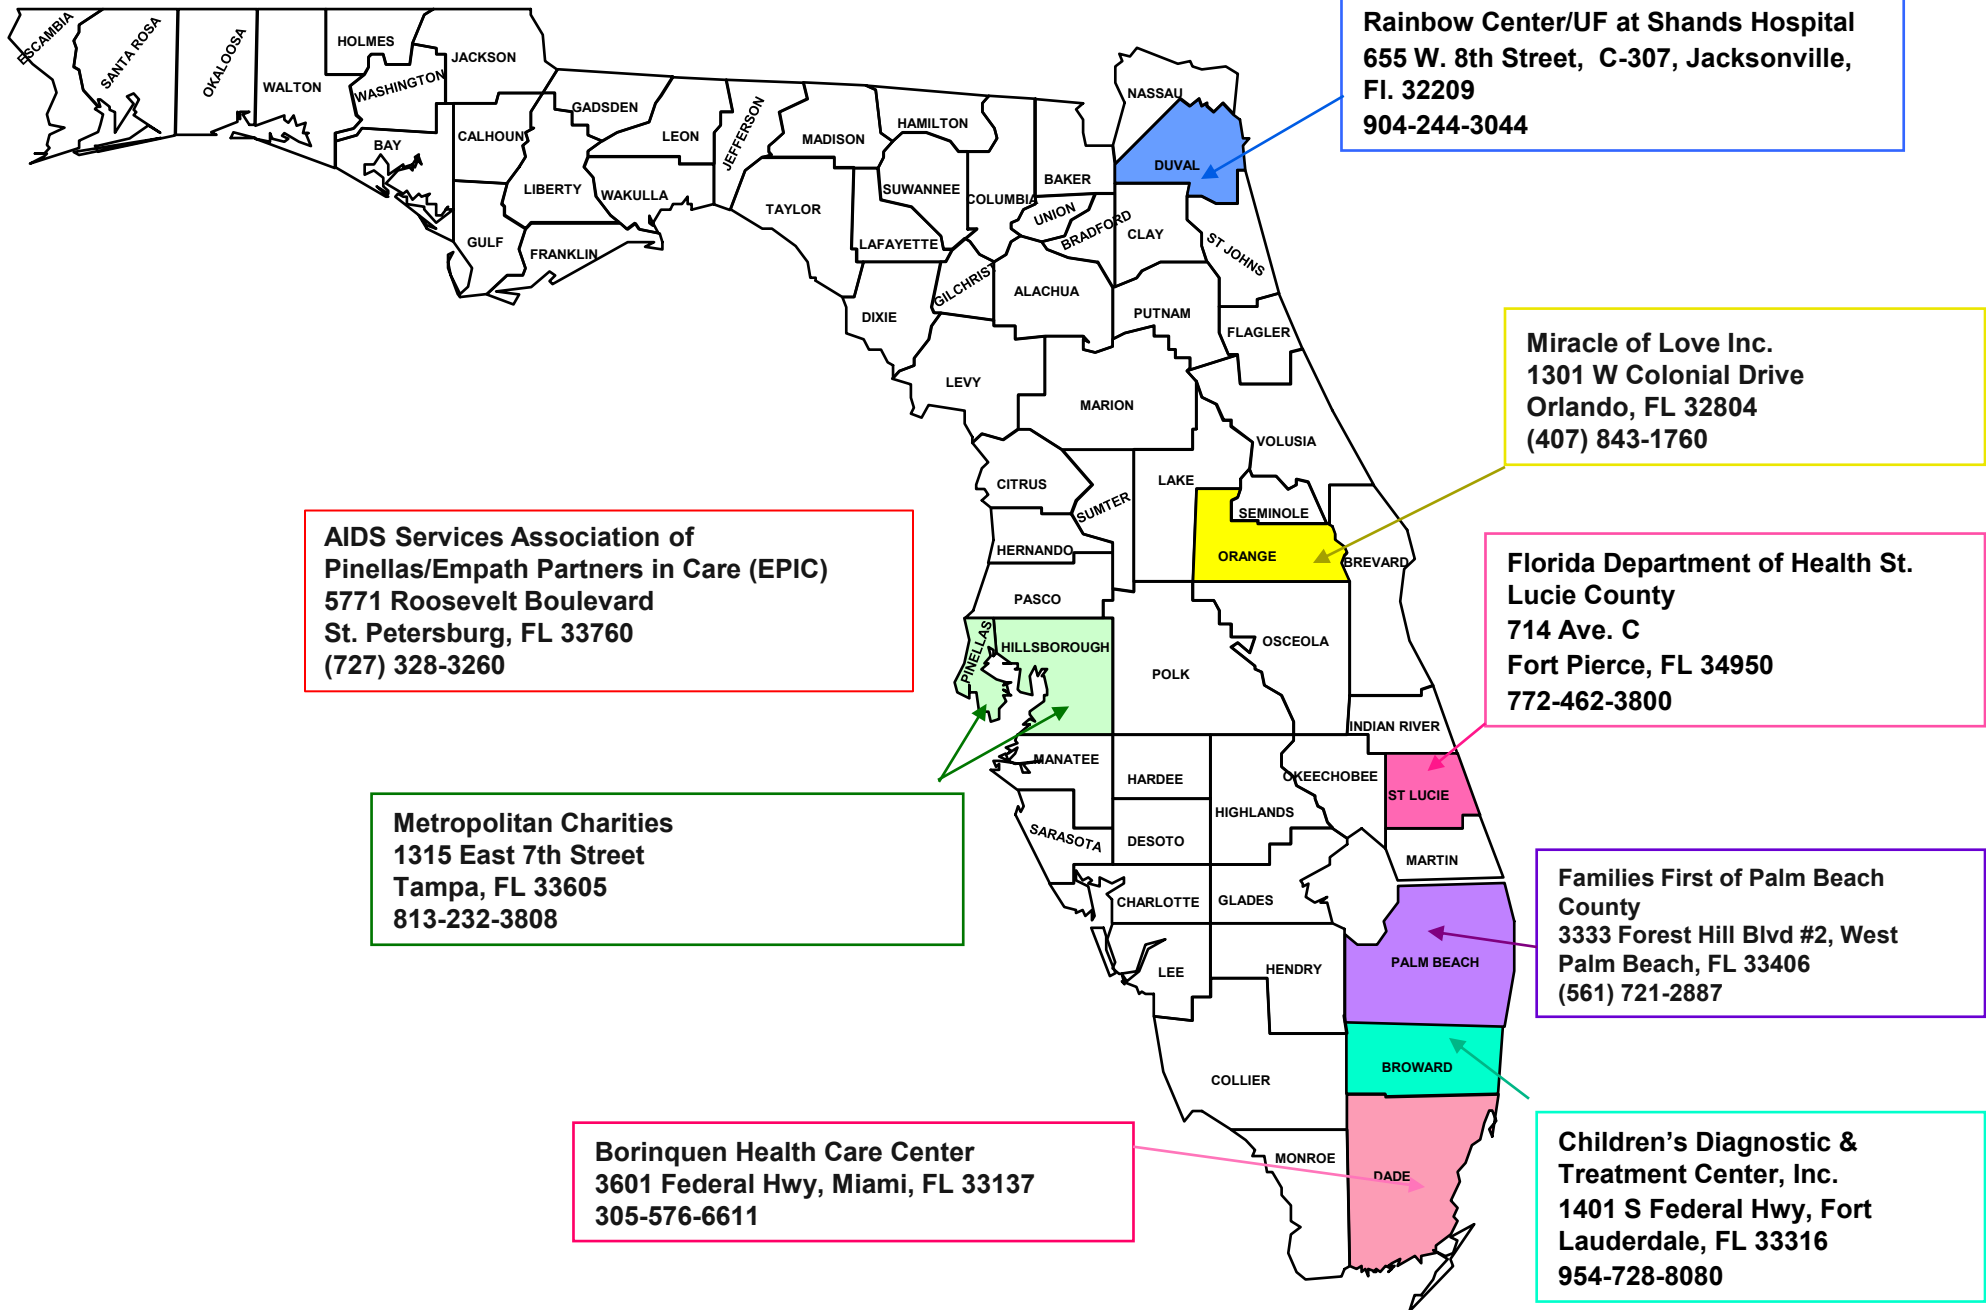 ESCAMBIA
SANTA ROSA
OKALOOSA
WALTON
HOLMES
WASHINGTON
JACKSON
BAY
CALHOUN
GULF
GADSDEN
LIBERTY
FRANKLIN
LEON
WAKULLA
JEFFERSON
MADISON
TAYLOR
HAMILTON
SUWANNEE
LAFAYETTE
COLUMBIA
BAKER
UNION
BRADFORD
NASSAU
DUVAL
CLAY
ST JOHNS
GILCHRIST
DIXIE
ALACHUA
PUTNAM
FLAGLER
LEVY
MARION
VOLUSIA
CITRUS
SUMTER
LAKE
SEMINOLE
ORANGE
BREVARD
HERNANDO
PASCO
PINELLAS
HILLSBOROUGH
POLK
OSCEOLA
INDIAN RIVER
MANATEE
HARDEE
HIGHLANDS
OKEECHOBEE
ST LUCIE
SARASOTA
DESOTO
MARTIN
CHARLOTTE
GLADES
LEE
HENDRY
PALM BEACH
COLLIER
BROWARD
MONROE
DADE
Rainbow Center/UF at Shands Hospital
655 W. 8th Street, C-307, Jacksonville,
Fl. 32209
904-244-3044
Miracle of Love Inc.
1301 W Colonial Drive
Orlando, FL 32804
(407) 843-1760
AIDS Services Association of
Pinellas/Empath Partners in Care (EPIC)
5771 Roosevelt Boulevard
St. Petersburg, FL 33760
(727) 328-3260
Florida Department of Health St.
Lucie County
714 Ave. C
Fort Pierce, FL 34950
772-462-3800
Metropolitan Charities
1315 East 7th Street
Tampa, FL 33605
813-232-3808
Families First of Palm Beach
County
3333 Forest Hill Blvd #2, West
Palm Beach, FL 33406
(561) 721-2887
Borinquen Health Care Center
3601 Federal Hwy, Miami, FL 33137
305-576-6611
Children’s Diagnostic &
Treatment Center, Inc.
1401 S Federal Hwy, Fort
Lauderdale, FL 33316
954-728-8080